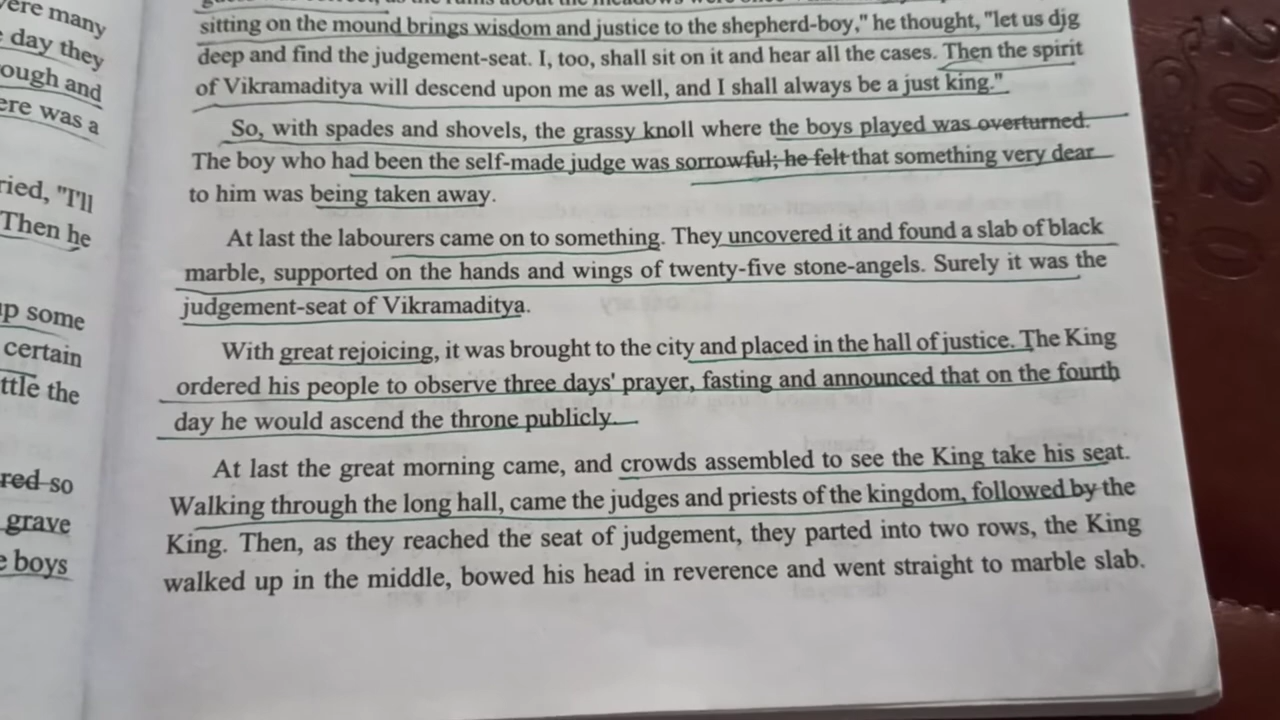 ere many
day they
ough and
ere was a
ried, "I'll
Then he
up some
certain
ttle the
red so
grave
boys
sitting on the mound brings wisdom and justice to the shepherd-boy," he thought, "let us djg
deep and find the judgement-seat. I, too, shall sit on it and hear all the cases. Then the spirit
of Vikramaditya will descend upon me as well, and I shall always be a just king."
So, with spades and shovels, the grassy knoll where the boys played was overturned.
The boy who had been the self-made judge was sorrowful; he felt that something very dear
to him was being taken away.
At last the labourers came on to something. They uncovered it and found a slab of black
marble, supported on the hands and wings of twenty-five stone-angels. Surely it was the
judgement-seat of Vikramaditya.
With great rejoicing, it was brought to the city and placed in the hall of justice. The King
ordered his people to observe three days' prayer, fasting and announced that on the fourth
day he would ascend the throne publicly.
At last the great morning came, and crowds assembled to see the King take his seat.
Walking through the long hall, came the judges and priests of the kingdom, followed by the
King. Then, as they reached the seat of judgement, they parted into two rows, the King
walked up in the middle, bowed his head in reverence and went straight to marble slab.
2020